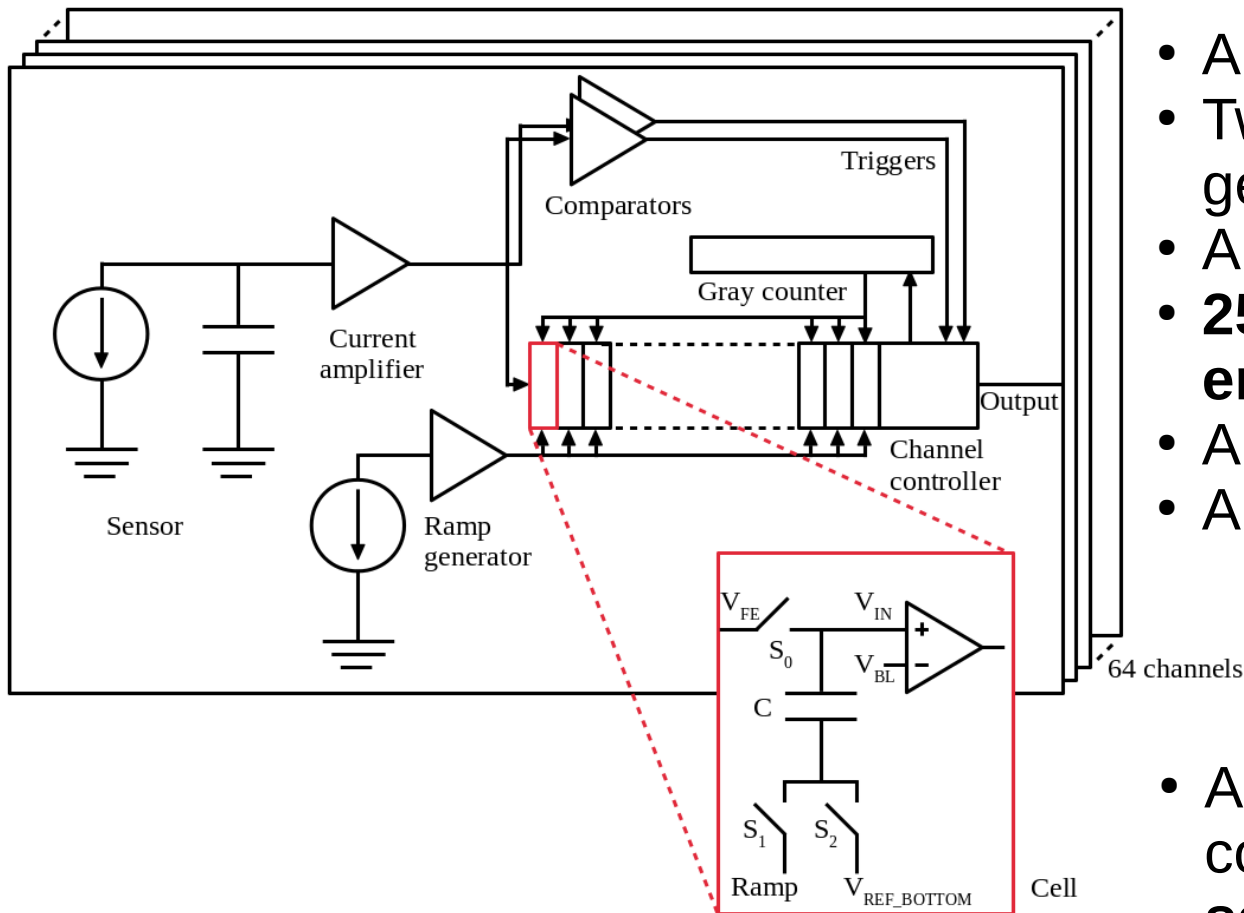 Triggers
Comparators
Gray counter
Current
amplifier
Output
Channel
controller
Sensor
Ramp
generator
V_FE
S_0
V_IN
V_BL
C
64 channels
S_1
S_2
Ramp
V_REF_BOTTOM
Cell
• A
•
•  A
• 
• A
• A
• A